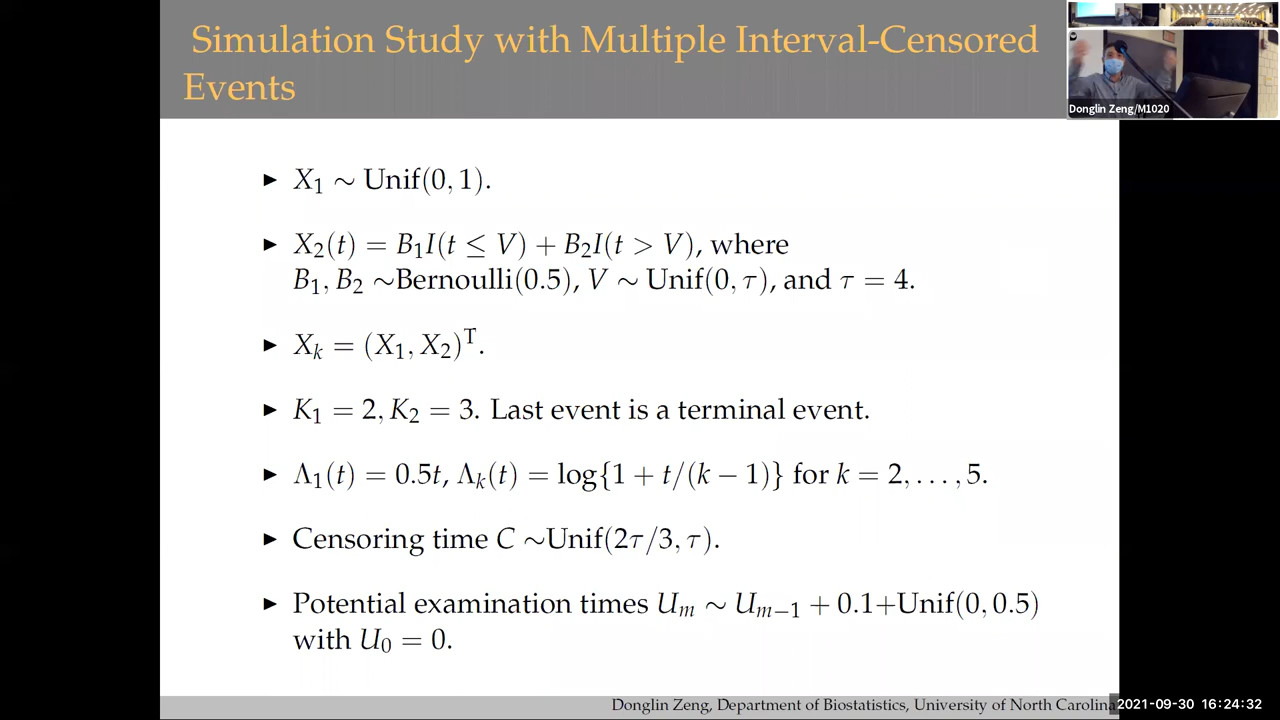 Simulation Study with Multiple Interval-Censored
Events
Donglin Zeng/M1020
► X₁ ∼ Unif(0, 1).
► X₂(t) = B₁I(t ≤ V) + B₂I(t > V), where
B₁, B₂ ∼Bernoulli(0.5), V ∼ Unif(0, τ), and τ = 4.
► Xₖ = (X₁, X₂)ᵀ.
► K₁ = 2, K₂ = 3. Last event is a terminal event.
► Λ₁(t) = 0.5t, Λₖ(t) = log{1 + t/(k − 1)} for k = 2, . . . , 5.
► Censoring time C ∼Unif(2τ/3, τ).
► Potential examination times Uₘ ∼ Uₘ₋₁ + 0.1+Unif(0, 0.5)
with U₀ = 0.
Donglin Zeng, Department of Biostatistics, University of North Carolina
2021-09-30 16:24:32